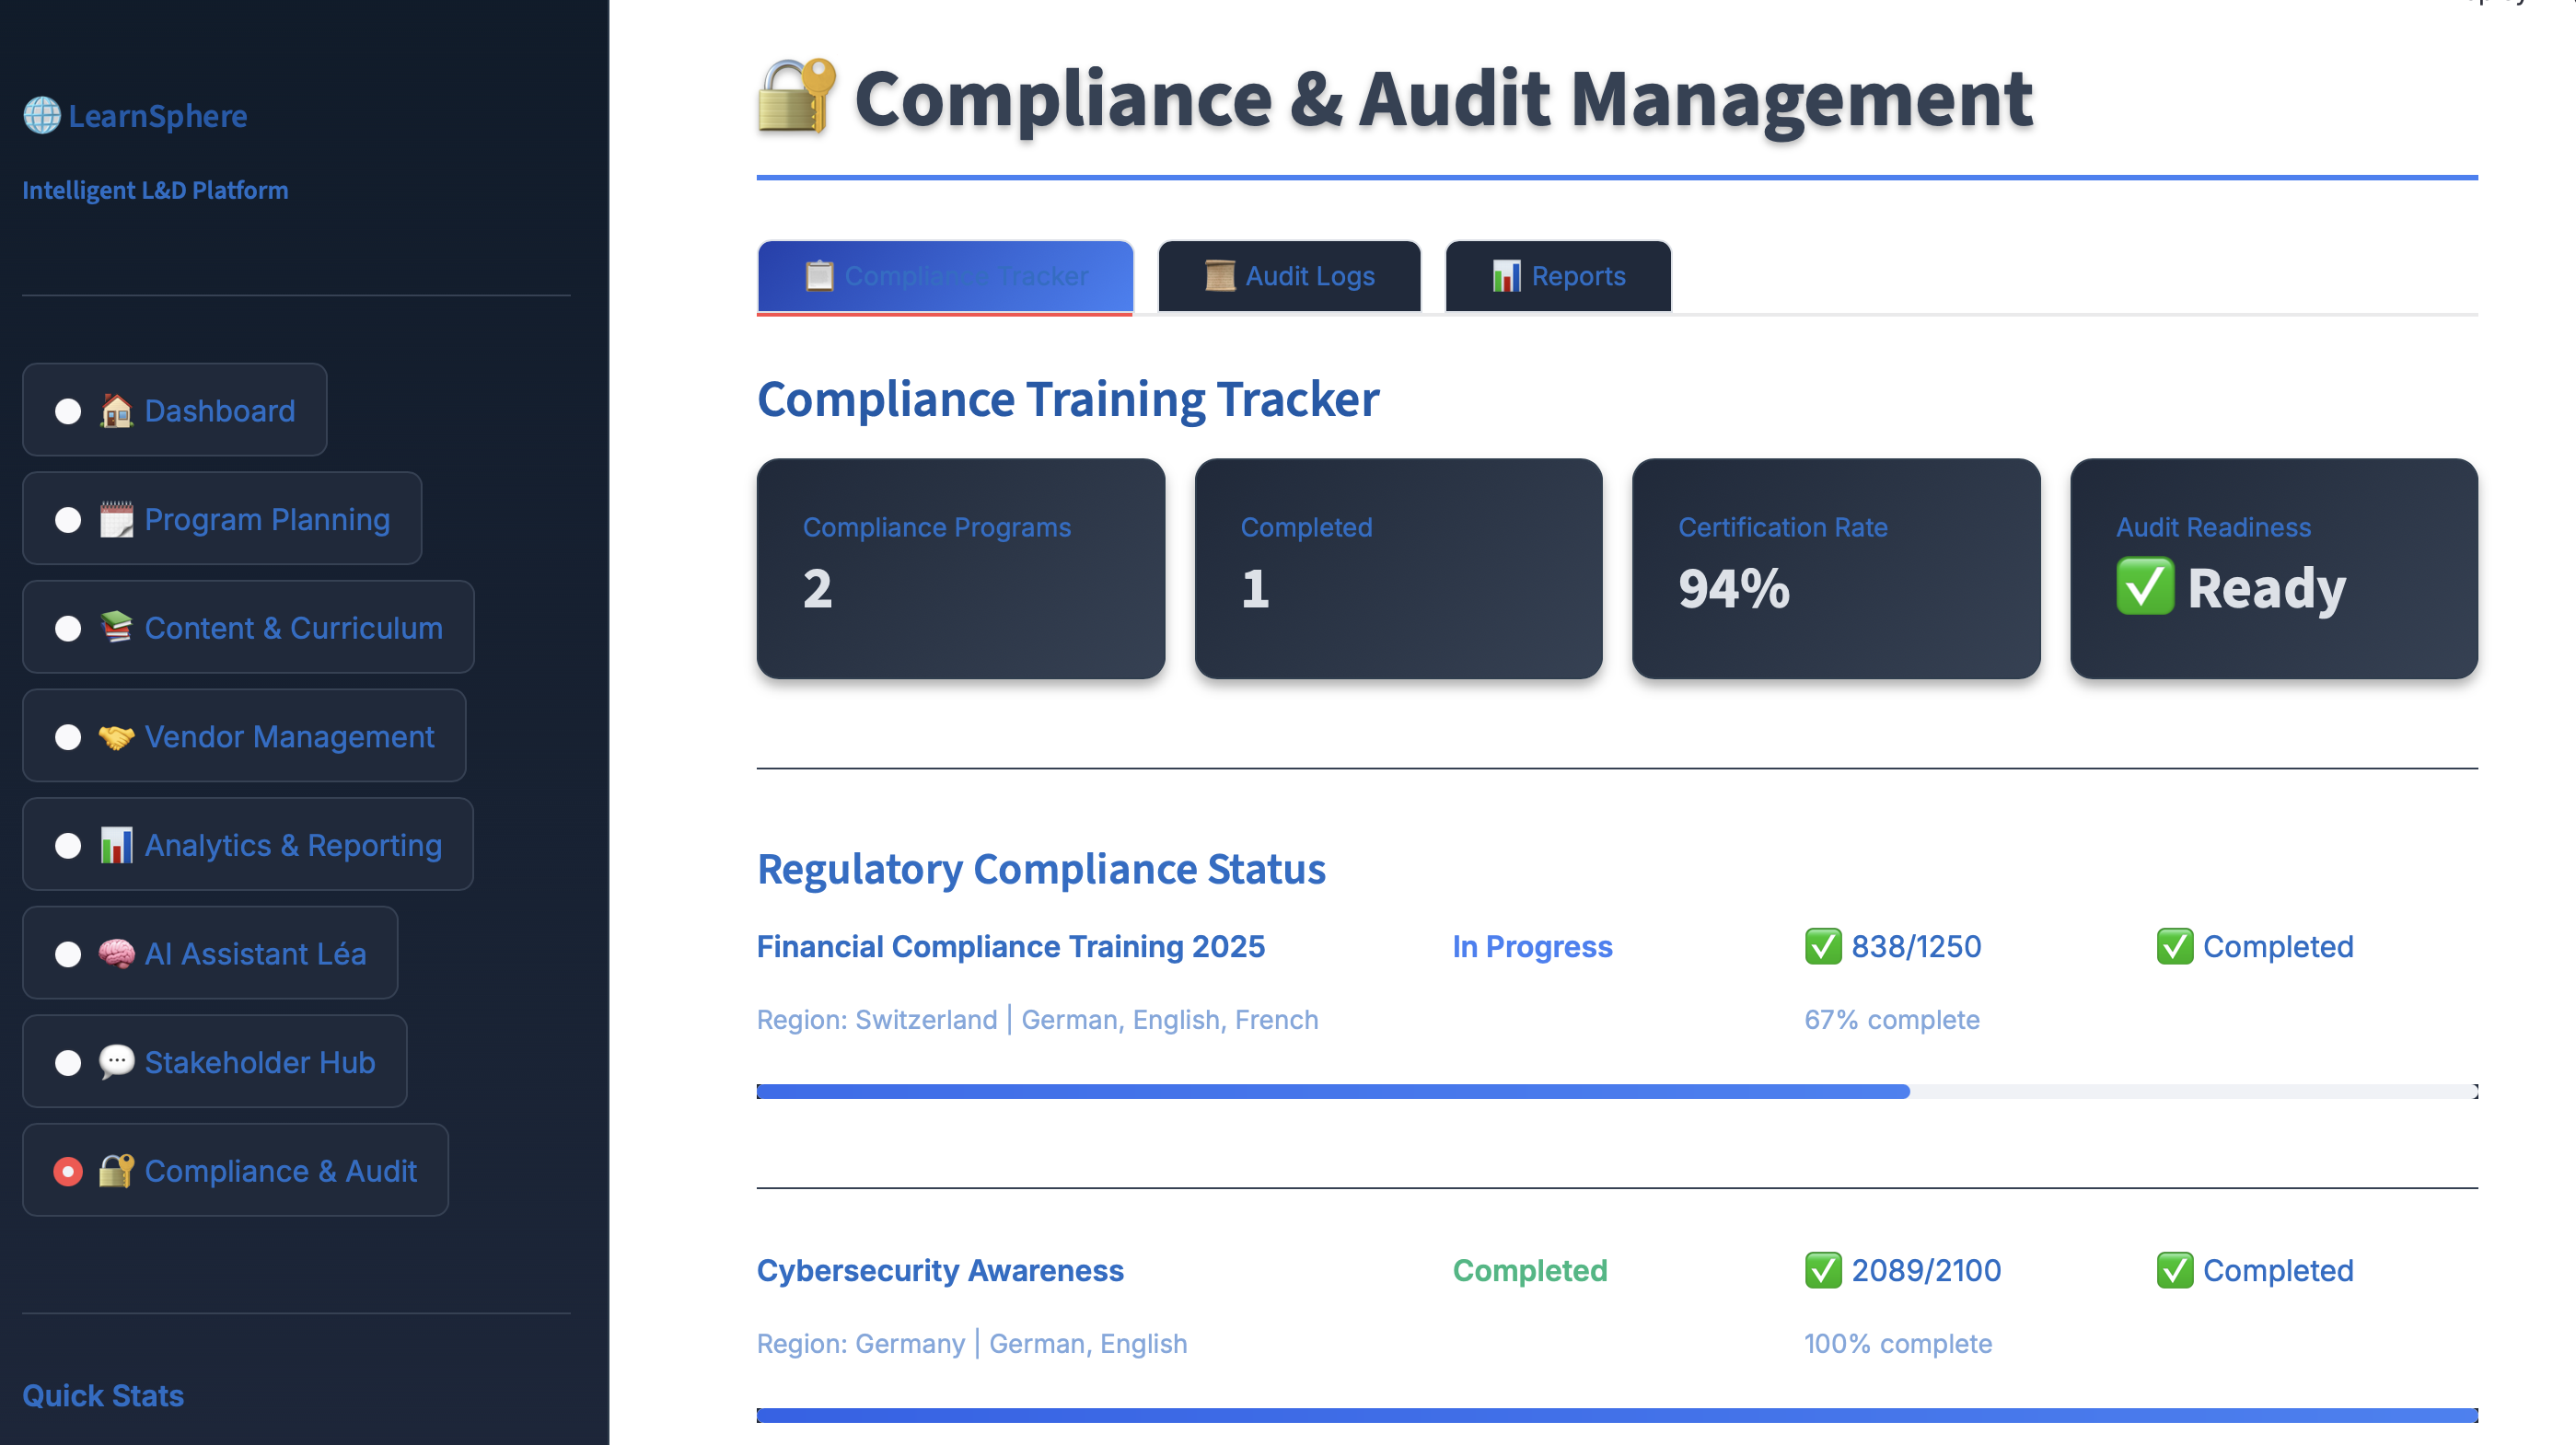 LearnSphere
Intelligent L&D Platform
Dashboard
Program Planning
Content & Curriculum
Vendor Management
Analytics & Reporting
AI Assistant Léa
Stakeholder Hub
Compliance & Audit
Quick Stats
Compliance & Audit Management
Compliance Tracker
Audit Logs
Reports
Compliance Training Tracker
Compliance Programs
2
Completed
1
Certification Rate
94%
Audit Readiness
Ready
Regulatory Compliance Status
Financial Compliance Training 2025
In Progress
838/1250
Completed
Region: Switzerland | German, English, French
67% complete
Cybersecurity Awareness
Completed
2089/2100
Completed
Region: Germany | German, English
100% complete